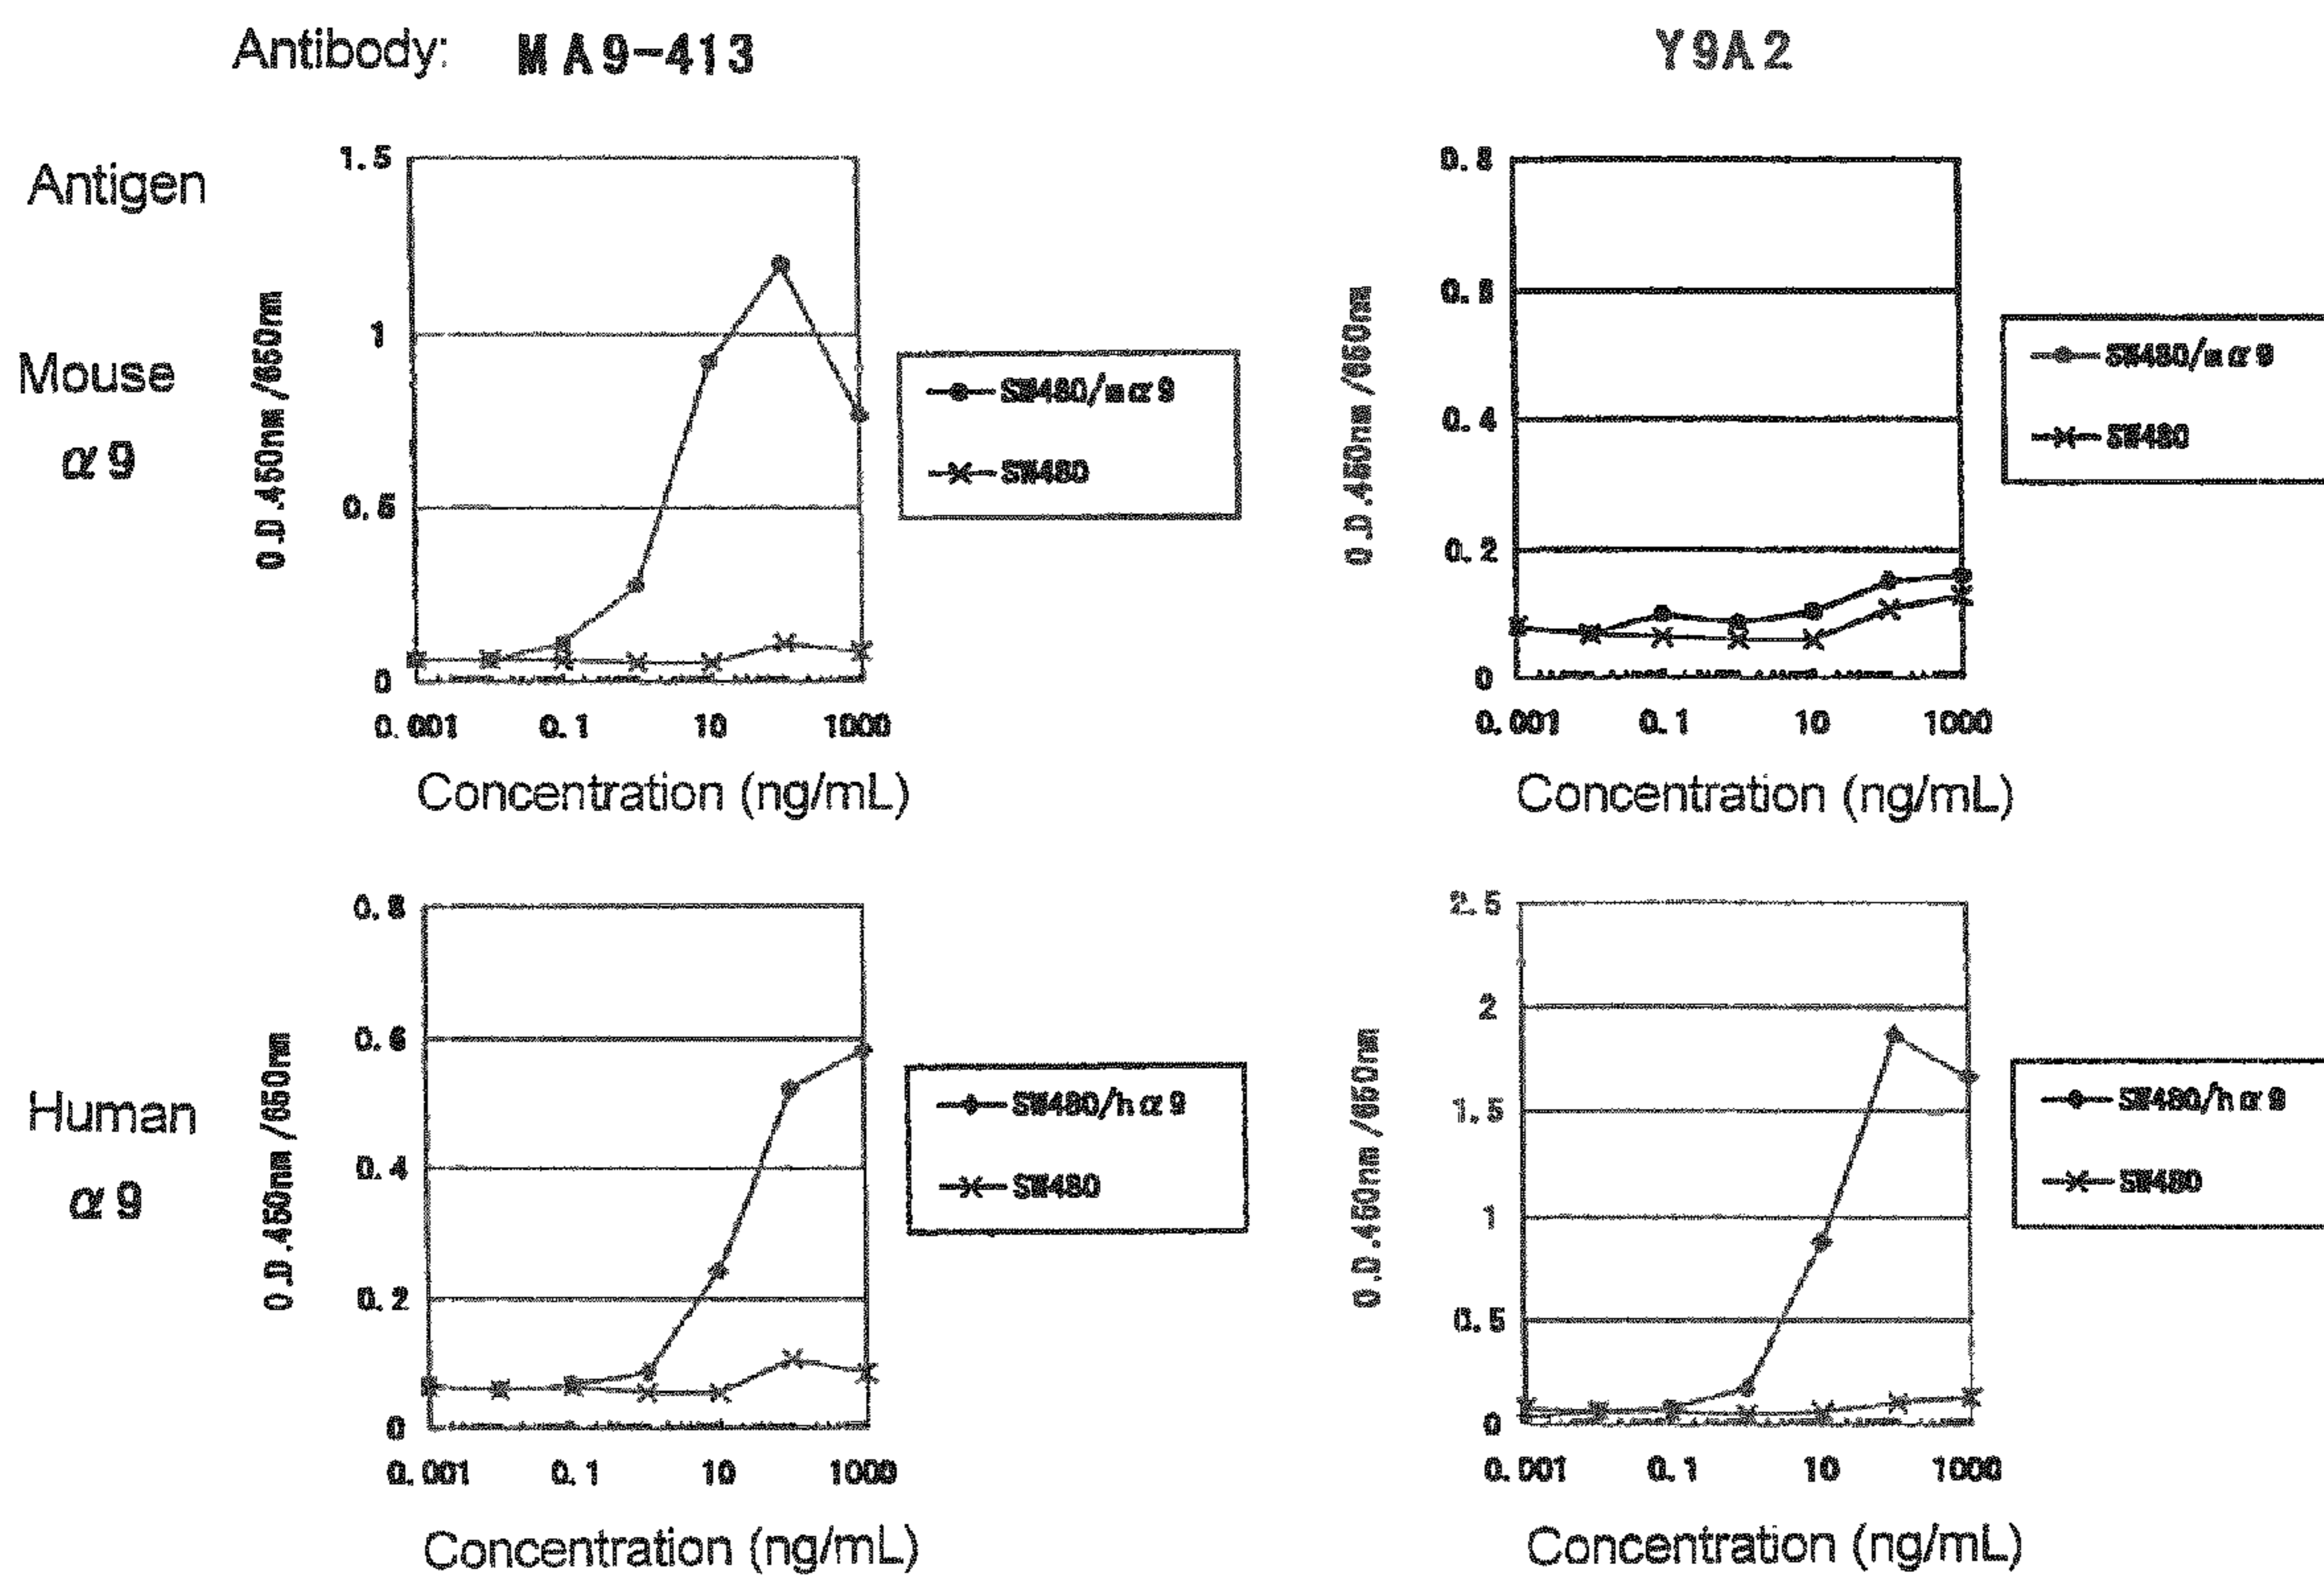 Antibody: MA9-413
Y9A2
Antigen
Mouse
α9
O.D.450nm/650nm
1.5
1
0.5
0
0.001 0.1 10 1000
Concentration (ng/mL)
SW480/mα9
SW480
O.D.450nm/650nm
0.8
0.6
0.4
0.2
0
0.001 0.1 10 1000
Concentration (ng/mL)
SW480/mα9
SW480
Human
α9
O.D.450nm/650nm
0.8
0.6
0.4
0.2
0
0.001 0.1 10 1000
Concentration (ng/mL)
SW480/hα9
SW480
O.D.450nm/650nm
2.5
2
1.5
1
0.5
0
0.001 0.1 10 1000
Concentration (ng/mL)
SW480/hα9
SW480